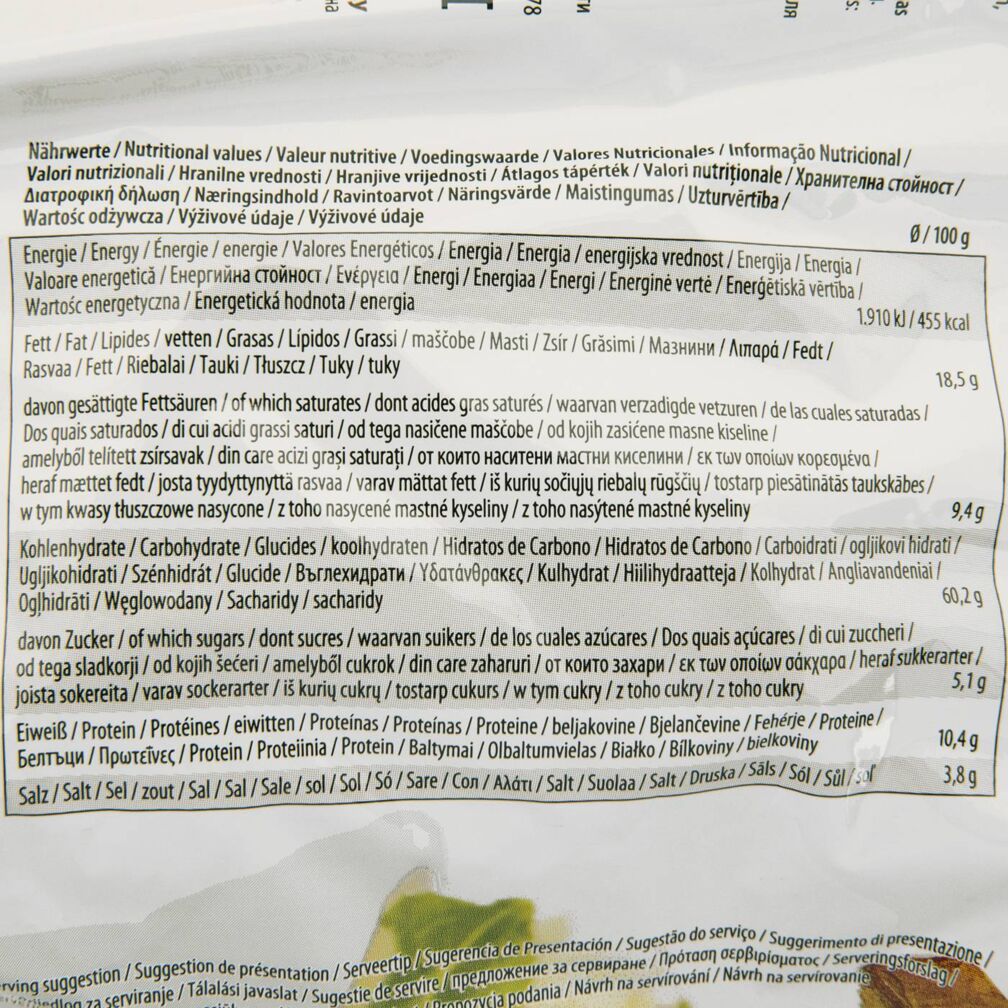 78
ля
as
Nährwerte / Nutritional values / Valeur nutritive / Voedingswaarde / Valores Nutricionales / Informação Nutricional /
Valori nutrizionali / Hranilne vrednosti / Hranjive vrijednosti / Átlagos tápérték / Valori nutriționale / Хранителна стойност /
Διατροφική δήλωση / Næringsindhold / Ravintoarvot / Näringsvärde / Maistingumas / Uzturvērtība /
Wartośc odżywcza / Výživové údaje / Výživové údaje
Ø / 100 g
Energie / Energy / Énergie / energie / Valores Energéticos / Energia / Energia / energijska vrednost / Energija / Energia /
Valoare energetică / Енергийна стойност / Ενέργεια / Energi / Energiaa / Energi / Energinė vertė / Enerģētiskā vērtība /
Wartośc energetyczna / Energetická hodnota / energia
1.910 kJ / 455 kcal
Fett / Fat / Lipides / vetten / Grasas / Lípidos / Grassi / maščobe / Masti / Zsír / Grăsimi / Мазнини / Λιπαρά / Fedt /
Rasvaa / Fett / Riebalai / Tauki / Tłuszcz / Tuky / tuky
18,5 g
davon gesättigte Fettsäuren / of which saturates / dont acides gras saturés / waarvan verzadigde vetzuren / de las cuales saturadas /
Dos quais saturados / di cui acidi grassi saturi / od tega nasičene maščobe / od kojih zasićene masne kiseline /
amelyből telített zsírsavak / din care acizi grași saturați / от които наситени мастни киселини / εκ των οποίων κορεσμένα /
heraf mættet fedt / josta tyydyttynyttä rasvaa / varav mättat fett / iš kurių sočiųjų riebalų rūgščių / tostarp piesātinātās taukskābes /
w tym kwasy tłuszczowe nasycone / z toho nasycené mastné kyseliny / z toho nasýtené mastné kyseliny
9,4 g
Kohlenhydrate / Carbohydrate / Glucides / koolhydraten / Hidratos de Carbono / Hidratos de Carbono / Carboidrati / ogljikovi hidrati /
Ugljikohidrati / Szénhidrát / Glucide / Въглехидрати / Υδατάνθρακες / Kulhydrat / Hiilihydraatteja / Kolhydrat / Angliavandeniai /
Ogļhidrāti / Węglowodany / Sacharidy / sacharidy
60,2 g
davon Zucker / of which sugars / dont sucres / waarvan suikers / de los cuales azúcares / Dos quais açúcares / di cui zuccheri /
od tega sladkorji / od kojih šećeri / amelyből cukrok / din care zaharuri / от които захари / εκ των οποίων σάκχαρα / heraf sukkerarter /
joista sokereita / varav sockerarter / iš kurių cukrų / tostarp cukurs / w tym cukry / z toho cukry / z toho cukry
5,1 g
Eiweiß / Protein / Protéines / eiwitten / Proteínas / Proteínas / Proteine / beljakovine / Bjelančevine / Fehérje / Proteine /
Белтъци / Πρωτεΐνες / Protein / Proteiinia / Protein / Baltymai / Olbaltumvielas / Białko / Bílkoviny / bielkoviny
10,4 g
Salz / Salt / Sel / zout / Sal / Sal / Sale / sol / Sol / Só / Sare / Сол / Αλάτι / Salt / Suolaa / Salt / Druska / Sāls / Sól / Sůl / soľ
3,8 g
rving suggestion / Suggestion de présentation / Serveertip / Sugerencia de Presentación / Sugestão do serviço / Suggerimento di presentazione /
za serviranje / Tálalási javaslat / Sugestie de servire / предложение за сервиране / Πρόταση σερβιρίσματος / Serveringsforslag /
Propozycja podania / Návrh na servírování / Návrh na servírovanie